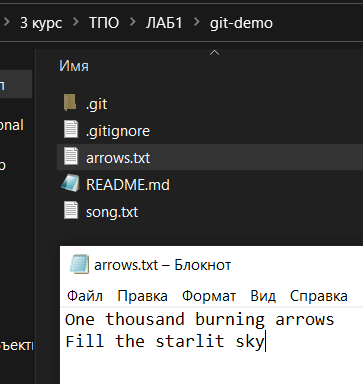 3 курс > ТПО > ЛАБ1 > git-demo
Имя
.git
.gitignore
arrows.txt
README.md
song.txt
arrows.txt – Блокнот
Файл Правка Формат Вид Справка
One thousand burning arrows
Fill the starlit sky